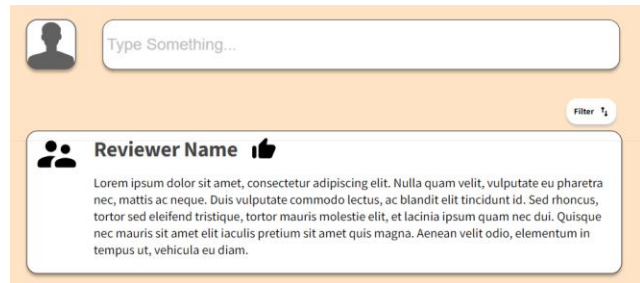 Type Something...
Filter
Reviewer Name
Lorem ipsum dolor sit amet, consectetur adipiscing elit. Nulla quam velit, vulputate eu pharetra
nec, mattis ac neque. Duis vulputate commodo lectus, ac blandit elit tincidunt id. Sed rhoncus,
tortor sed eleifend tristique, tortor mauris molestie elit, et lacinia ipsum quam nec dui. Quisque
nec mauris sit amet elit iaculis pretium sit amet quis magna. Aenean velit odio, elementum in
tempus ut, vehicula eu diam.